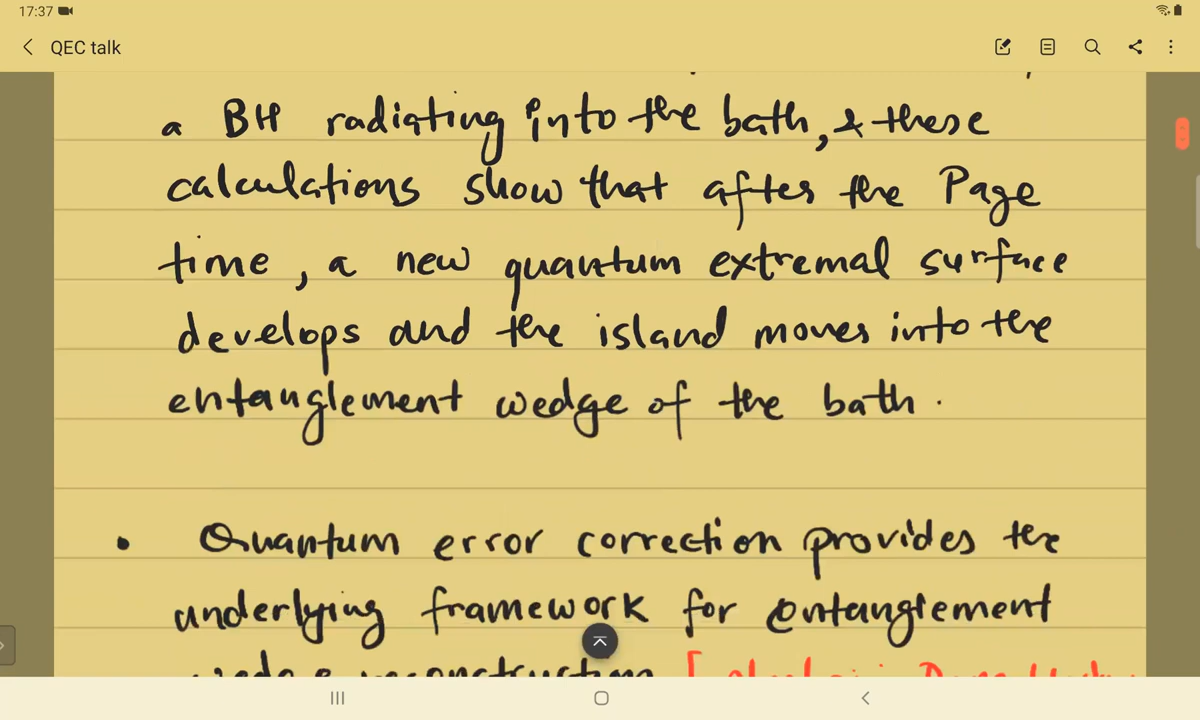 17:37
QEC talk
a BH radiating into the bath, & these
calculations show that after the Page
time, a new quantum extremal surface
develops and the island moves into the
entanglement wedge of the bath.
• Quantum error correction provides the
underlying framework for entanglement